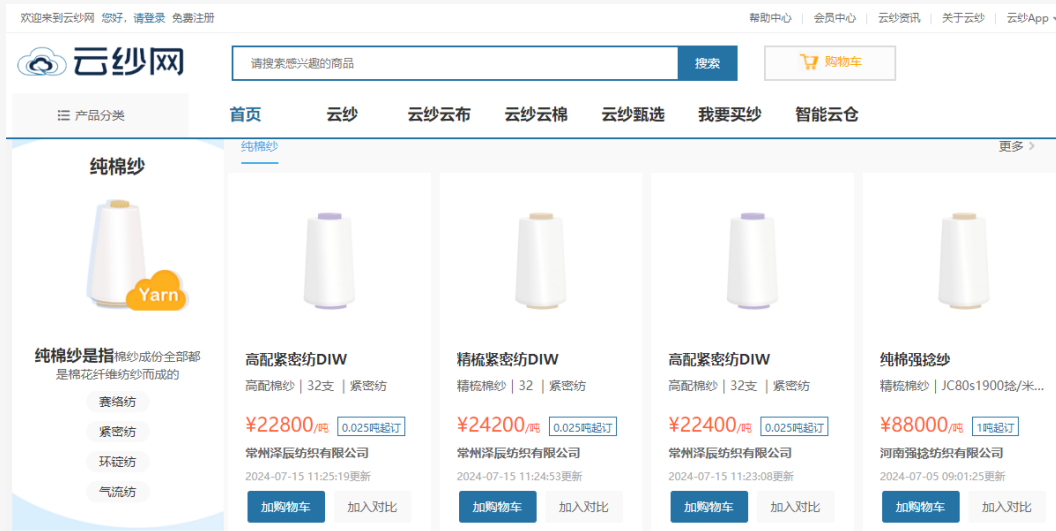 欢迎来到云纱网 您好，请登录 免费注册 帮助中心 会员中心 云纱资讯 关于云纱 云纱App
云纱网 请搜素感兴趣的商品 搜索 购物车
产品分类 首页 云纱 云纱云布 云纱云棉 云纱甄选 我要买纱 智能云仓
纯棉纱 更多
纯棉纱
Yarn
纯棉纱是指棉纱成份全部都
是棉花纤维纺纱而成的
赛络纺
紧密纺
环锭纺
气流纺
高配紧密纺DIW
高配棉纱 | 32支 | 紧密纺
¥22800/吨 0.025吨起订
常州泽辰纺织有限公司
2024-07-15 11:25:19更新
加购物车 加入对比
精梳紧密纺DIW
精梳棉纱 | 32 | 紧密纺
¥24200/吨 0.025吨起订
常州泽辰纺织有限公司
2024-07-15 11:24:53更新
加购物车 加入对比
高配紧密纺DIW
高配棉纱 | 32支 | 紧密纺
¥22400/吨 0.025吨起订
常州泽辰纺织有限公司
2024-07-15 11:23:08更新
加购物车 加入对比
纯棉强捻纱
精梳棉纱 | JC80s1900捻/米...
¥88000/吨 1吨起订
河南强捻纺织有限公司
2024-07-05 09:01:25更新
加购物车 加入对比